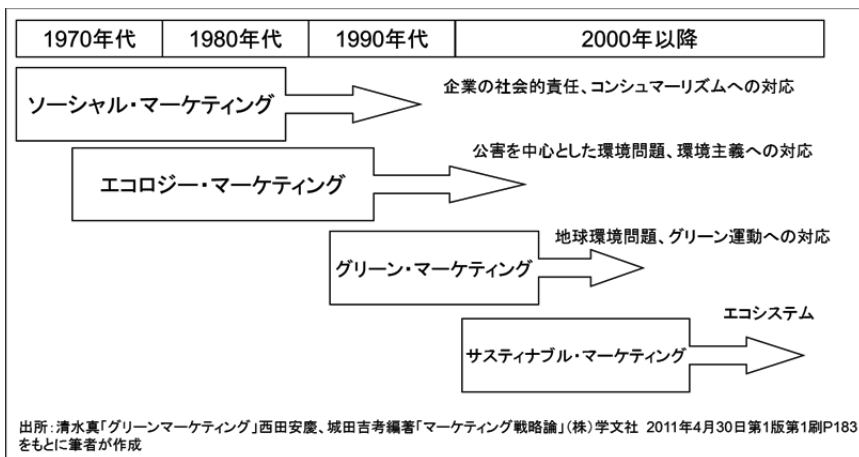 1970年代 1980年代 1990年代 2000年以降
ソーシャル・マーケティング
企業の社会的責任、コンシュマーリズムへの対応
エコロジー・マーケティング
公害を中心とした環境問題、環境主義への対応
グリーン・マーケティング
地球環境問題、グリーン運動への対応
サスティナブル・マーケティング
エコシステム
出所:清水真「グリーンマーケティング」西田安慶、城田吉孝編著「マーケティング戦略論」(株)学文社 2011年4月30日第1版第1刷P183
をもとに筆者が作成